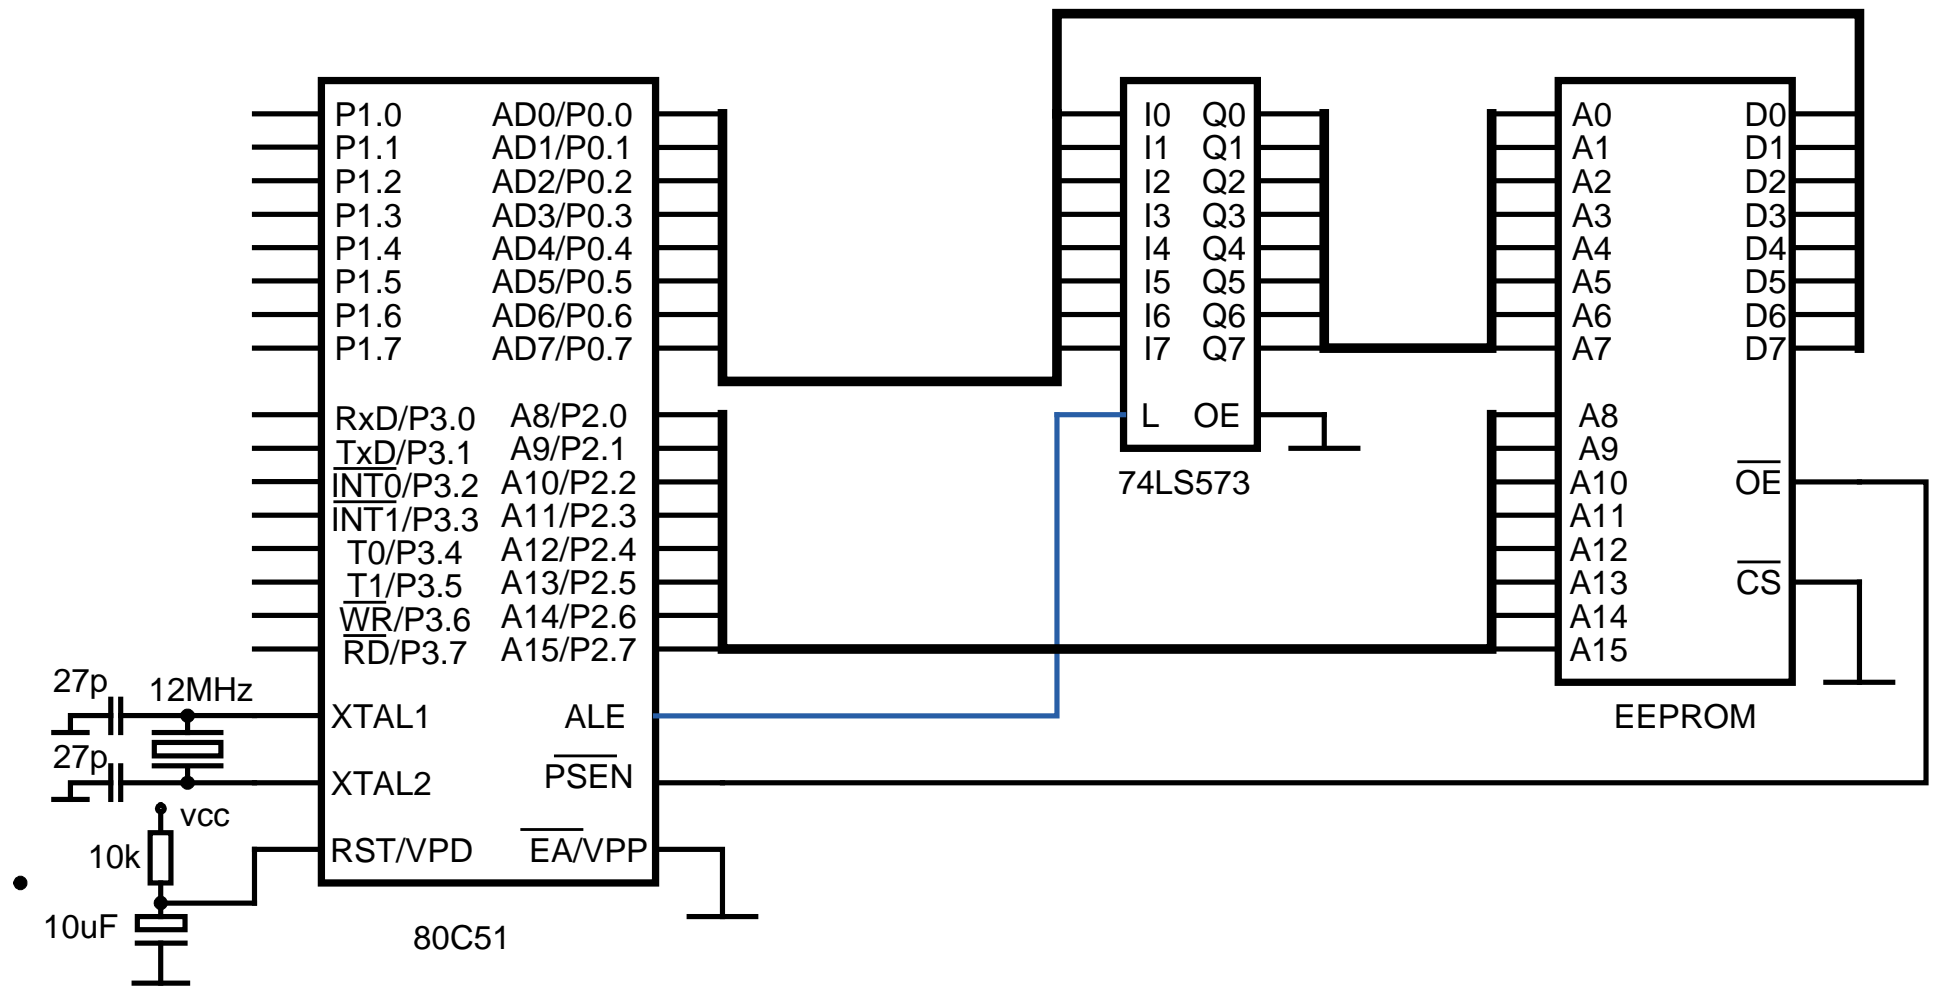 P1.0 AD0/P0.0
P1.1 AD1/P0.1
P1.2 AD2/P0.2
P1.3 AD3/P0.3
P1.4 AD4/P0.4
P1.5 AD5/P0.5
P1.6 AD6/P0.6
P1.7 AD7/P0.7
RxD/P3.0 A8/P2.0
TxD/P3.1 A9/P2.1
INT0/P3.2 A10/P2.2
INT1/P3.3 A11/P2.3
T0/P3.4 A12/P2.4
T1/P3.5 A13/P2.5
WR/P3.6 A14/P2.6
RD/P3.7 A15/P2.7
XTAL1 ALE
XTAL2 PSEN
RST/VPD EA/VPP
80C51
27p 12MHz
27p
vcc
10k
10uF
I0 Q0
I1 Q1
I2 Q2
I3 Q3
I4 Q4
I5 Q5
I6 Q6
I7 Q7
L OE
74LS573
A0 D0
A1 D1
A2 D2
A3 D3
A4 D4
A5 D5
A6 D6
A7 D7
A8
A9
A10 OE
A11
A12
A13 CS
A14
A15
EEPROM